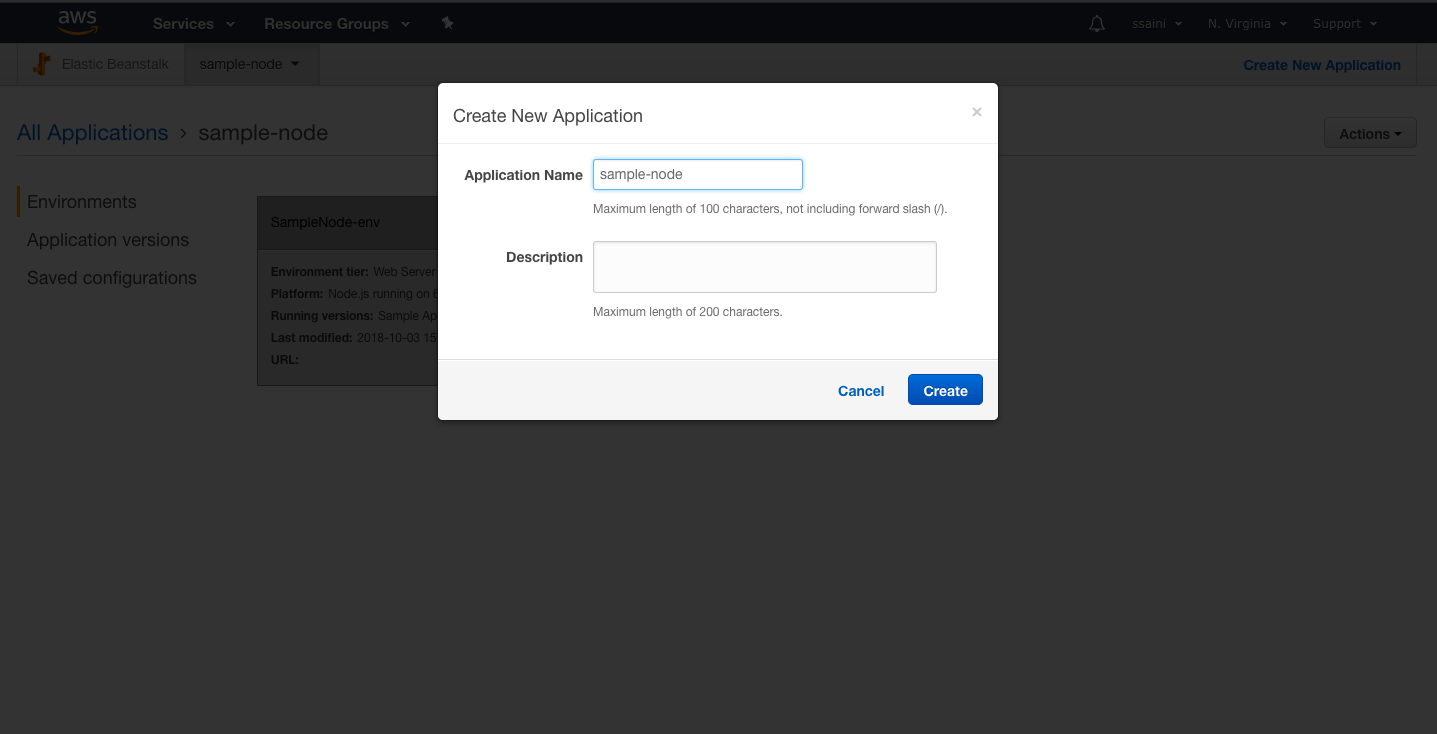 aws Services Resource Groups ssaini N. Virginia Support
Elastic Beanstalk sample-node Create New Application
All Applications › sample-node Actions
Environments
Application versions
Saved configurations
SampleNode-env
Environment tier: Web Server
Platform: Node.js running on 6
Running versions: Sample Ap
Last modified: 2018-10-03 15
URL:
Create New Application ×
Application Name sample-node
Maximum length of 100 characters, not including forward slash (/).
Description
Maximum length of 200 characters.
Cancel Create